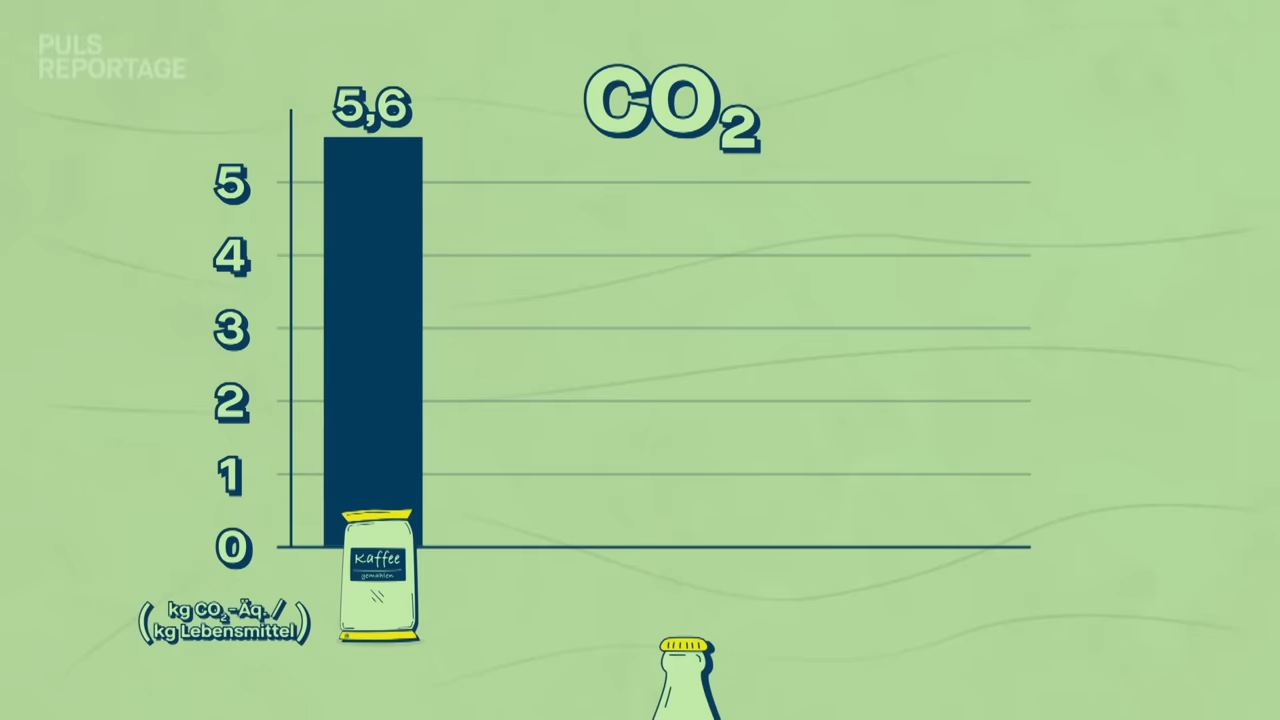 PULS
REPORTAGE
CO₂
5,6
5
4
3
2
1
0
Kaffee
gemahlen
(kg CO₂-Äq. /
kg Lebensmittel)